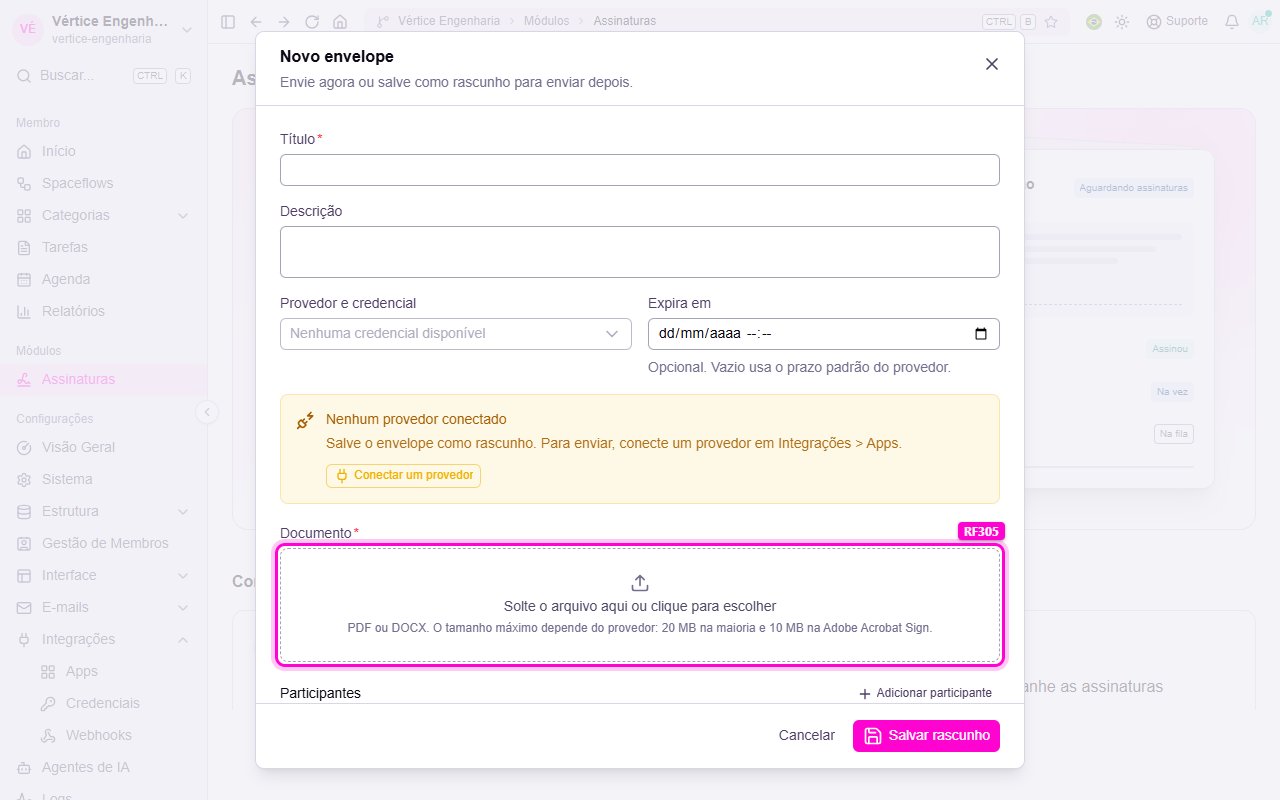 VÉ
Vértice Engenh...
vertice-engenharia
Vértice Engenharia > Módulos > Assinaturas
CTRL B
Suporte
AR
Buscar...
CTRL K
Membro
Início
Spaceflows
Categorias
Tarefas
Agenda
Relatórios
Módulos
Assinaturas
Configurações
Visão Geral
Sistema
Estrutura
Gestão de Membros
Interface
E-mails
Integrações
Apps
Credenciais
Webhooks
Agentes de IA
Logs
Novo envelope
Envie agora ou salve como rascunho para enviar depois.
Título*
Descrição
Provedor e credencial
Expira em
Nenhuma credencial disponível
dd/mm/aaaa --:--
Opcional. Vazio usa o prazo padrão do provedor.
Nenhum provedor conectado
Salve o envelope como rascunho. Para enviar, conecte um provedor em Integrações > Apps.
Conectar um provedor
Documento*
RF305
Solte o arquivo aqui ou clique para escolher
PDF ou DOCX. O tamanho máximo depende do provedor: 20 MB na maioria e 10 MB na Adobe Acrobat Sign.
Participantes
Adicionar participante
Cancelar
Salvar rascunho
Aguardando assinaturas
Assinou
Na vez
Na fila
as assinaturas